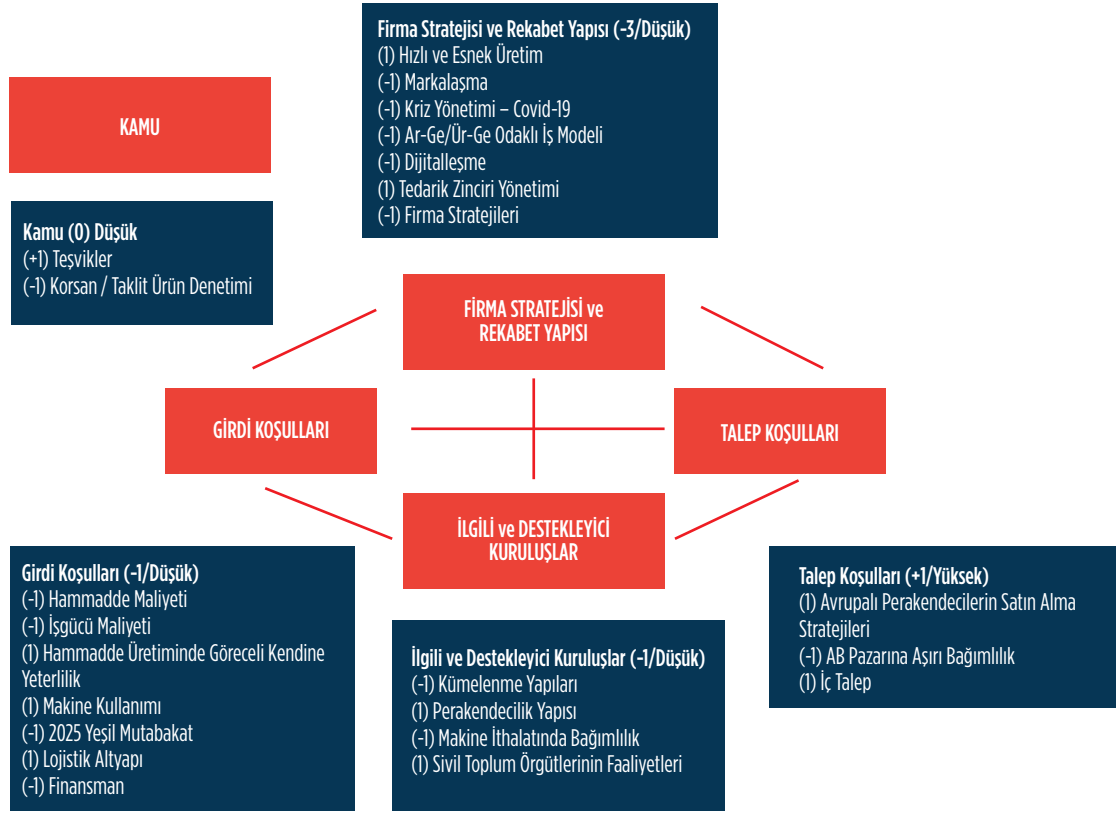 Firma Stratejisi ve Rekabet Yapısı (-3/Düşük)
(1) Hızlı ve Esnek Üretim
(-1) Markalaşma
(-1) Kriz Yönetimi – Covid-19
(-1) Ar-Ge/Ür-Ge Odaklı İş Modeli
(-1) Dijitalleşme
(1) Tedarik Zinciri Yönetimi
(-1) Firma Stratejileri
KAMU
Kamu (0) Düşük
(+1) Teşvikler
(-1) Korsan / Taklit Ürün Denetimi
FİRMA STRATEJİSİ ve
REKABET YAPISI
GİRDİ KOŞULLARI
TALEP KOŞULLARI
İLGİLİ ve DESTEKLEYİCİ
KURULUŞLAR
Girdi Koşulları (-1/Düşük)
(-1) Hammadde Maliyeti
(-1) İşgücü Maliyeti
(1) Hammadde Üretiminde Göreceli Kendine
Yeterlilik
(1) Makine Kullanımı
(-1) 2025 Yeşil Mutabakat
(1) Lojistik Altyapı
(-1) Finansman
İlgili ve Destekleyici Kuruluşlar (-1/Düşük)
(-1) Kümelenme Yapıları
(1) Perakendecilik Yapısı
(-1) Makine İthalatında Bağımlılık
(1) Sivil Toplum Örgütlerinin Faaliyetleri
Talep Koşulları (+1/Yüksek)
(1) Avrupalı Perakendecilerin Satın Alma
Stratejileri
(-1) AB Pazarına Aşırı Bağımlılık
(1) İç Talep